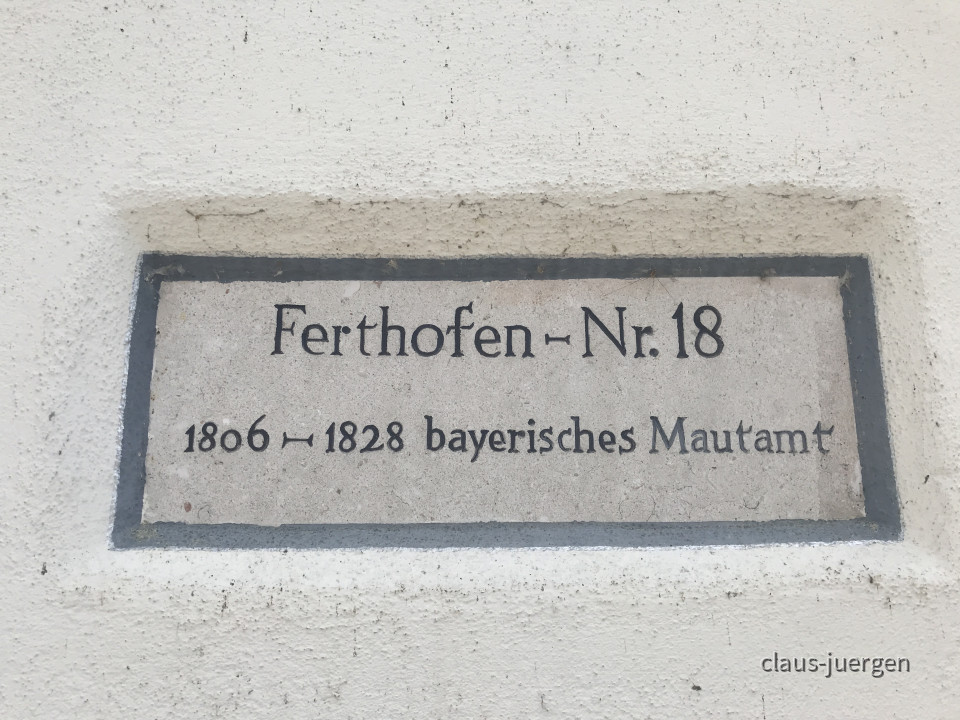 Ferthofen - Nr. 18
1806 - 1828 bayerisches Mautamt
claus-juergen